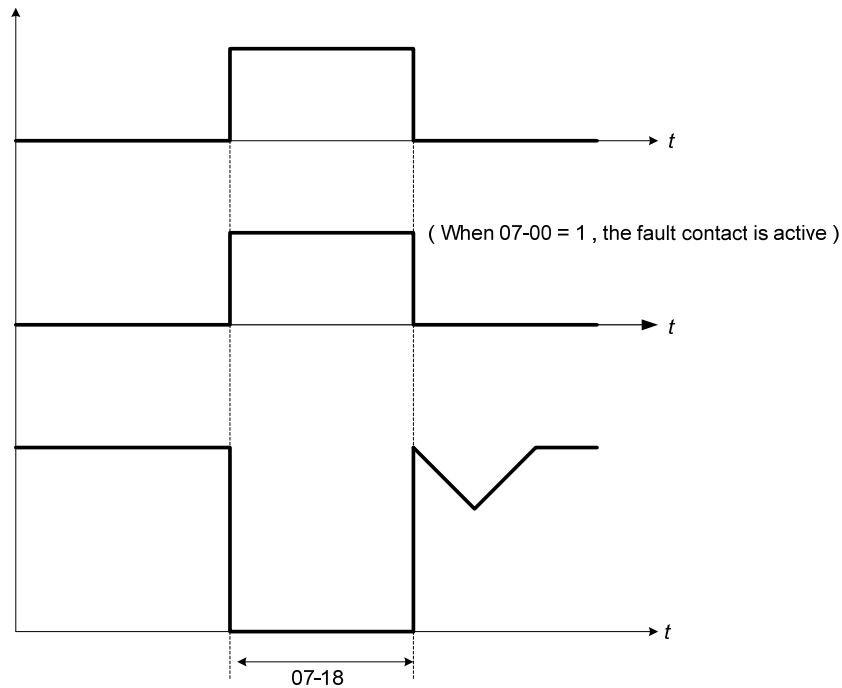 t
( When 07-00 = 1 , the fault contact is active )
t
t
07-18